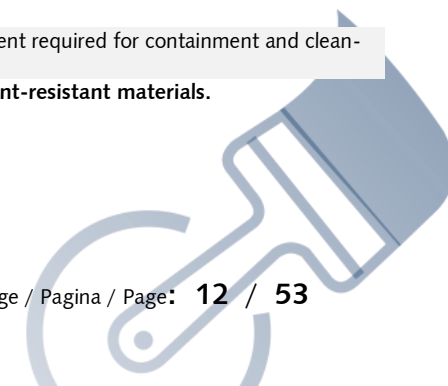 ent required for containment and clean-
nt-resistant materials.
ge / Pagina / Page: 12 / 53